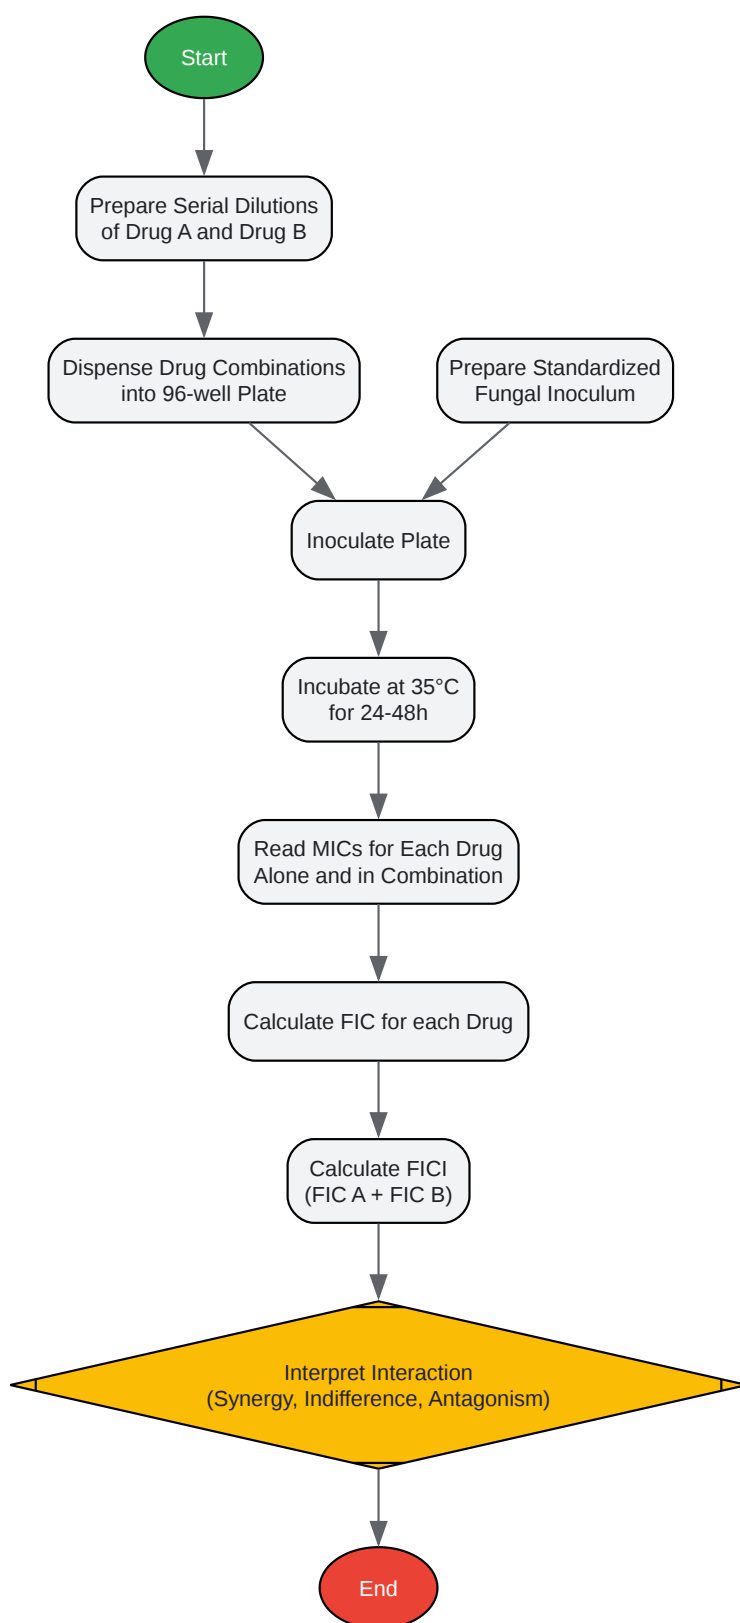 Start
Prepare Serial Dilutions
of Drug A and Drug B
Dispense Drug Combinations
into 96-well Plate
Prepare Standardized
Fungal Inoculum
Inoculate Plate
Incubate at 35°C
for 24-48h
Read MICs for Each Drug
Alone and in Combination
Calculate FIC for each Drug
Calculate FICI
(FIC A + FIC B)
Interpret Interaction
(Synergy, Indifference, Antagonism)
End